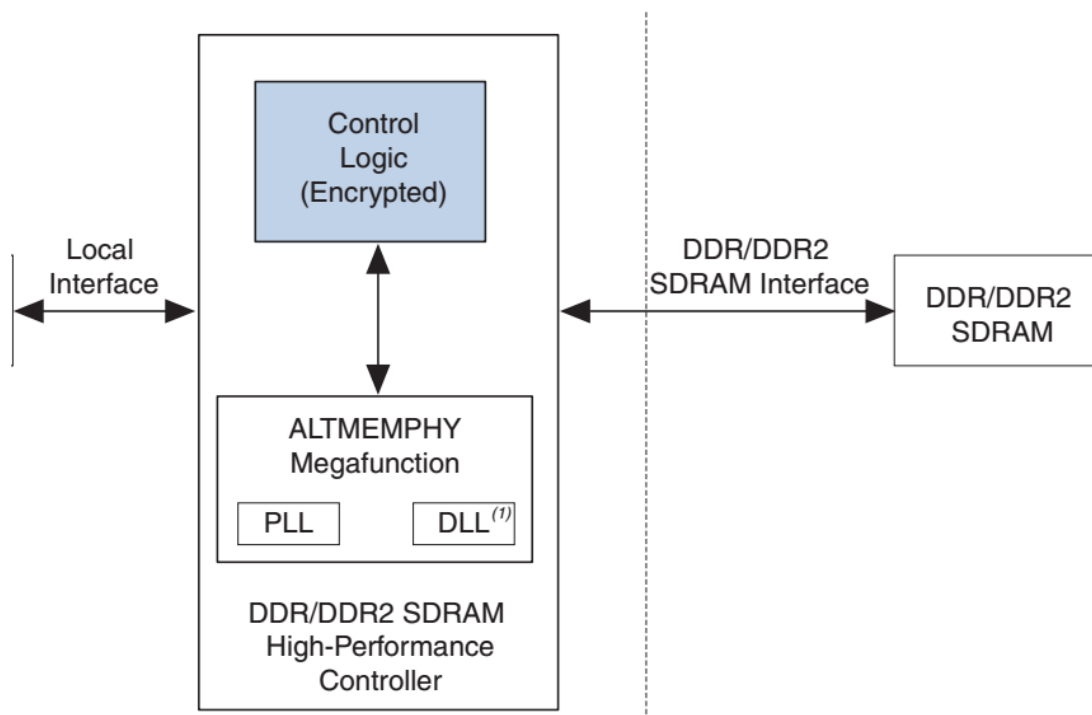 Control
Logic
(Encrypted)
Local
Interface
DDR/DDR2
SDRAM Interface
DDR/DDR2
SDRAM
ALTMEMPHY
Megafunction
PLL
DLL(1)
DDR/DDR2 SDRAM
High-Performance
Controller